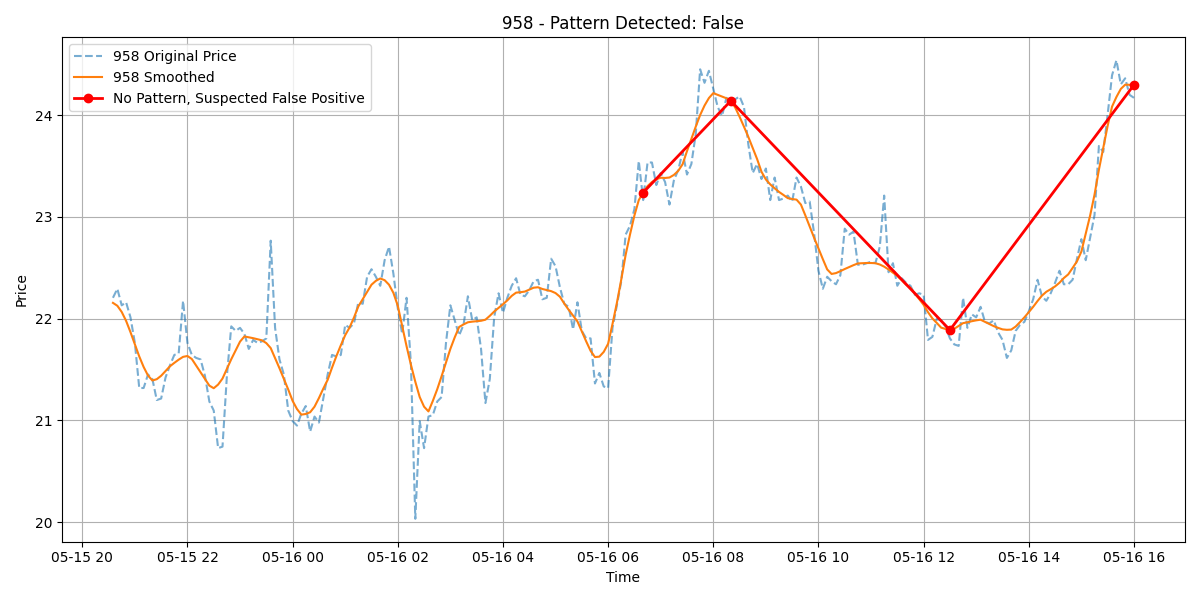 958 - Pattern Detected: False
958 Original Price
958 Smoothed
No Pattern, Suspected False Positive
Price
24
23
22
21
20
05-15 20 05-15 22 05-16 00 05-16 02 05-16 04 05-16 06 05-16 08 05-16 10 05-16 12 05-16 14 05-16 16
Time